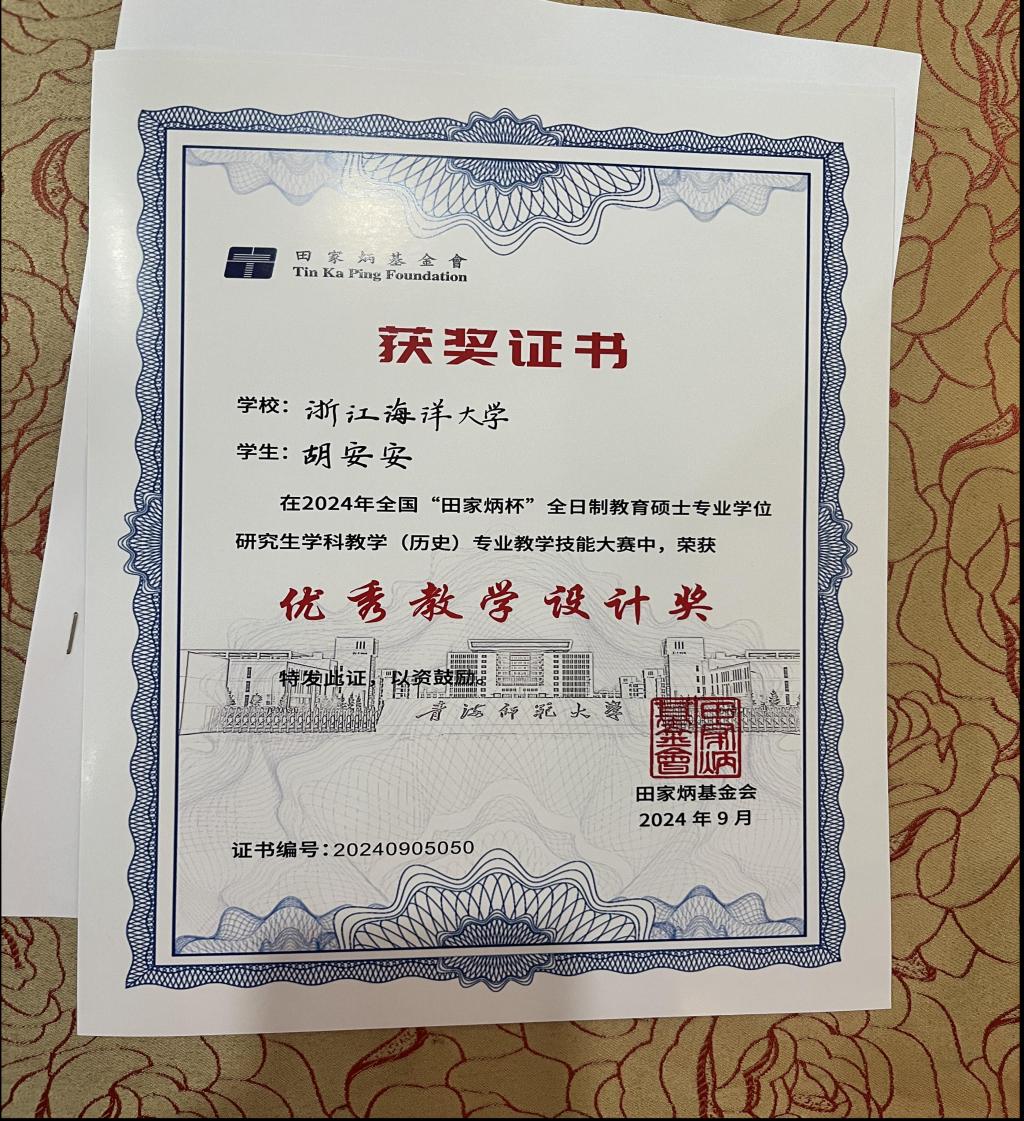 田家炳基金會
Tin Ka Ping Foundation
获奖证书
学校：浙江海洋大学
学生：胡安安
在2024年全国“田家炳杯”全日制教育硕士专业学位
研究生学科教学（历史）专业教学技能大赛中，荣获
优秀教学设计奖
特发此证，以资鼓励。
青海师范大学
田家炳
基金會
田家炳基金会
2024 年 9 月
证书编号：20240905050